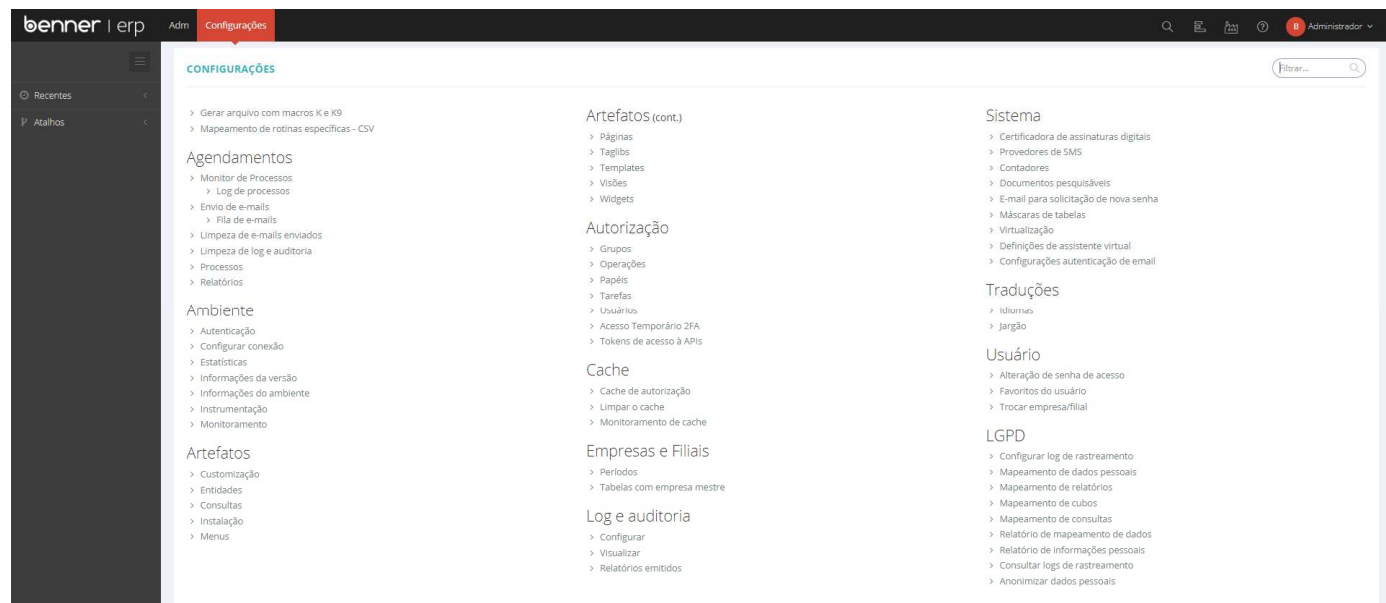 benner | erp
Adm
Configurações
B
Administrador
Recentes
Atalhos
CONFIGURAÇÕES
Filtrar...
Gerar arquivo com macros K e K9
Mapeamento de rotinas específicas - CSV
Agendamentos
Monitor de Processos
Log de processos
Envio de e-mails
Fila de e-mails
Limpeza de e-mails enviados
Limpeza de log e auditoria
Processos
Relatórios
Ambiente
Autenticação
Configurar conexão
Estatísticas
Informações da versão
Informações do ambiente
Instrumentação
Monitoramento
Artefatos
Customização
Entidades
Consultas
Instalação
Menus
Artefatos (cont.)
Páginas
Taglibs
Templates
Visões
Widgets
Autorização
Grupos
Operações
Papéis
Tarefas
Usuários
Acesso Temporário 2FA
Tokens de acesso à APIs
Cache
Cache de autorização
Limpar o cache
Monitoramento de cache
Empresas e Filiais
Períodos
Tabelas com empresa mestre
Log e auditoria
Configurar
Visualizar
Relatórios emitidos
Sistema
Certificadora de assinaturas digitais
Provedores de SMS
Contadores
Documentos pesquisáveis
E-mail para solicitação de nova senha
Máscaras de tabelas
Virtualização
Definições de assistente virtual
Configurações autenticação de email
Traduções
Idiomas
Jargão
Usuário
Alteração de senha de acesso
Favoritos do usuário
Trocar empresa/filial
LGPD
Configurar log de rastreamento
Mapeamento de dados pessoais
Mapeamento de relatórios
Mapeamento de cubos
Mapeamento de consultas
Relatório de mapeamento de dados
Relatório de informações pessoais
Consultar logs de rastreamento
Anonimizar dados pessoais